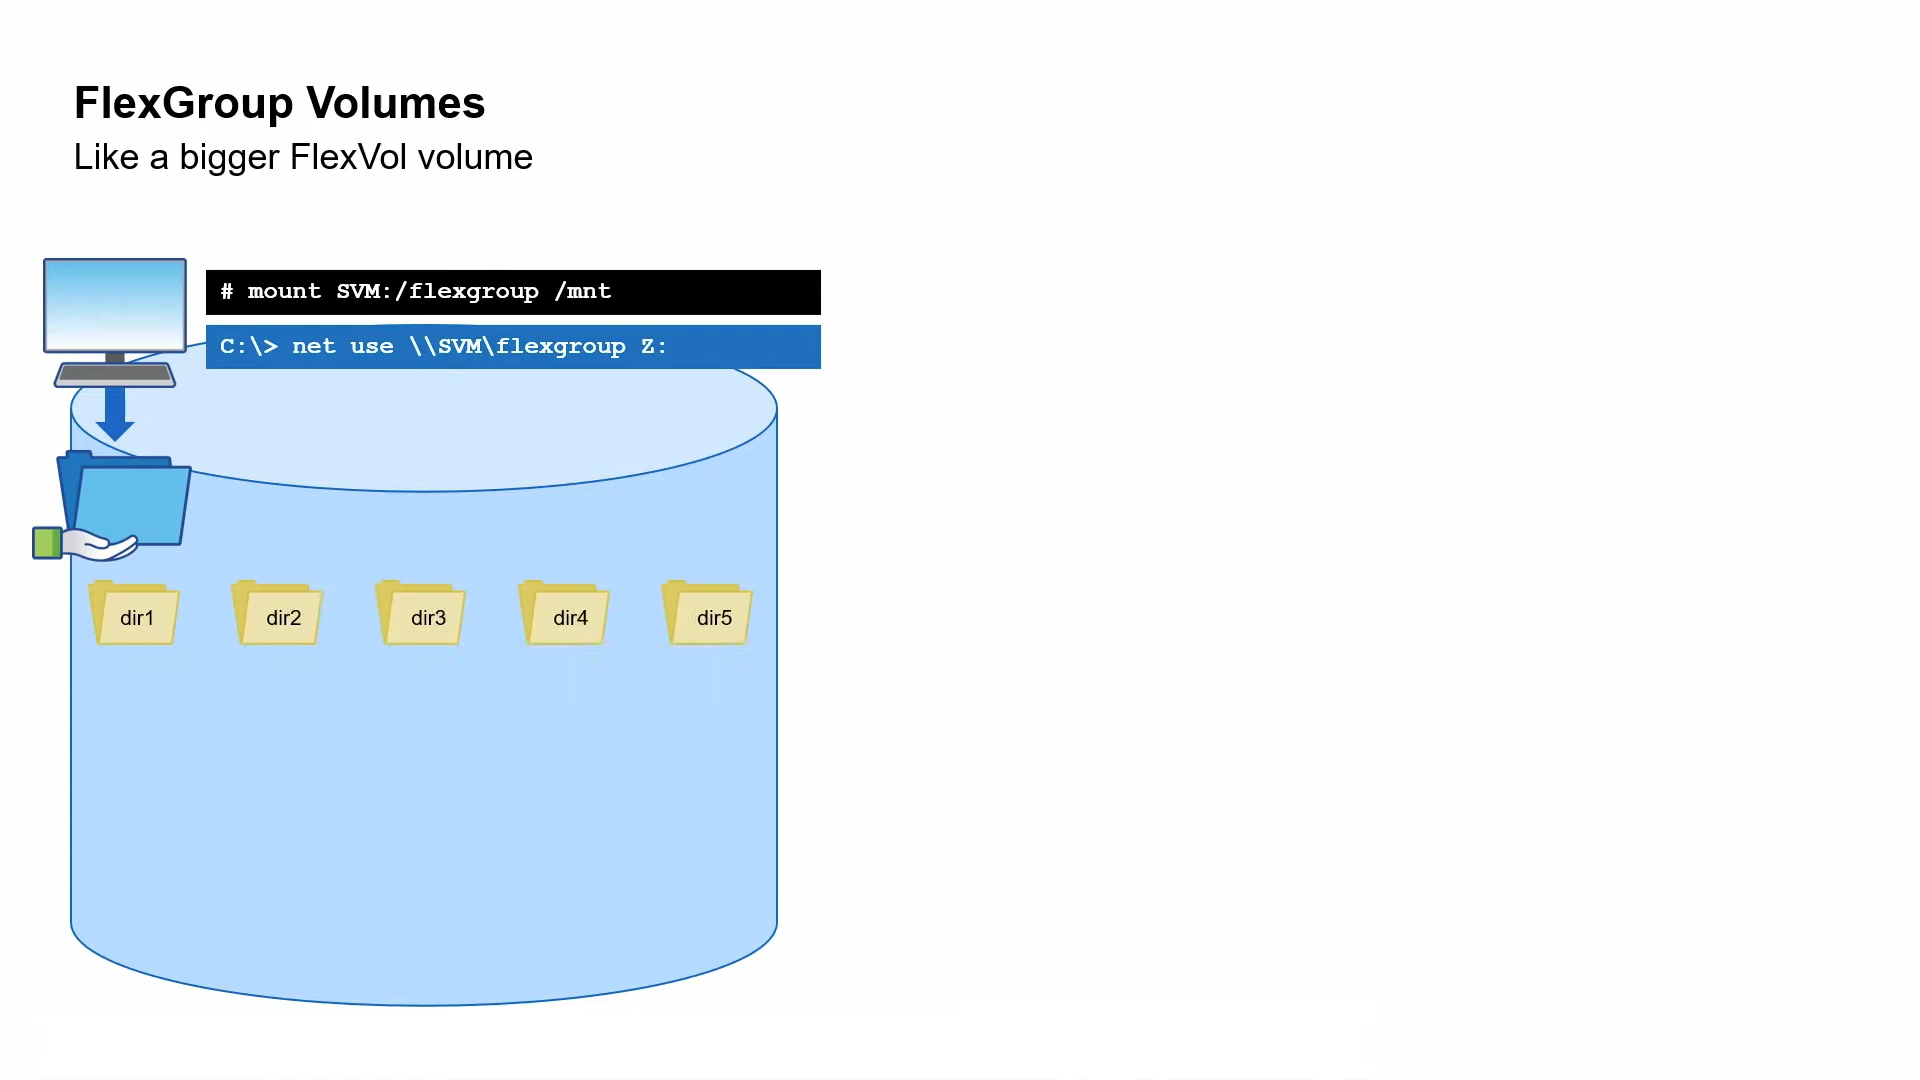 FlexGroup Volumes
Like a bigger FlexVol volume
# mount SVM:/flexgroup /mnt
C:\> net use \\SVM\flexgroup Z:
dir1 dir2 dir3 dir4 dir5